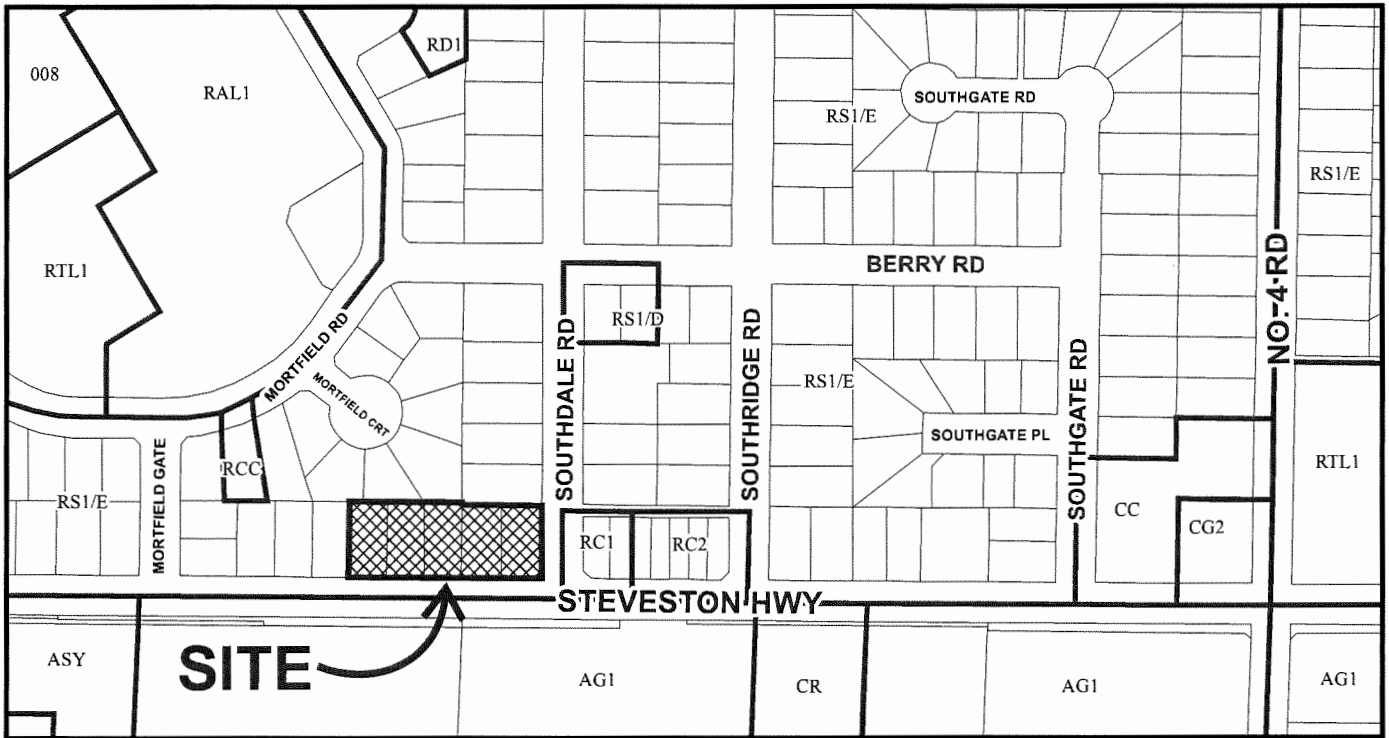 RD1
008
RAL1
SOUTHGATE RD
RS1/E
RS1/E
RTL1
BERRY RD
NO. 4 RD
RS1/D
MORTFIELD RD
SOUTHDALE RD
SOUTHRIDGE RD
MORTFIELD CRT
RS1/E
SOUTHGATE RD
SOUTHGATE PL
RCC
RTL1
RS1/E
MORTFIELD GATE
CC
CG2
RC1
RC2
STEVESTON HWY
ASY
SITE
AG1
CR
AG1
AG1